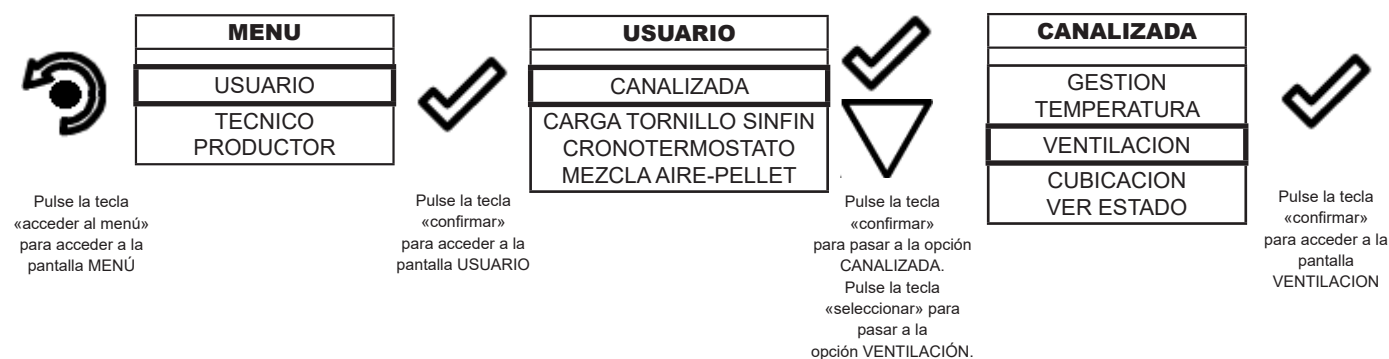 MENU
USUARIO
TECNICO
PRODUCTOR
Pulse la tecla
«acceder al menú»
para acceder a la
pantalla MENÚ
Pulse la tecla
«confirmar»
para acceder a la
pantalla USUARIO
USUARIO
CANALIZADA
CARGA TORNILLO SINFIN
CRONOTERMOSTATO
MEZCLA AIRE-PELLET
Pulse la tecla
«confirmar»
para pasar a la opción
CANALIZADA.
Pulse la tecla
«seleccionar» para
pasar a la
opción VENTILACIÓN.
CANALIZADA
GESTION
TEMPERATURA
VENTILACION
CUBICACION
VER ESTADO
Pulse la tecla
«confirmar»
para acceder a la
pantalla
VENTILACION